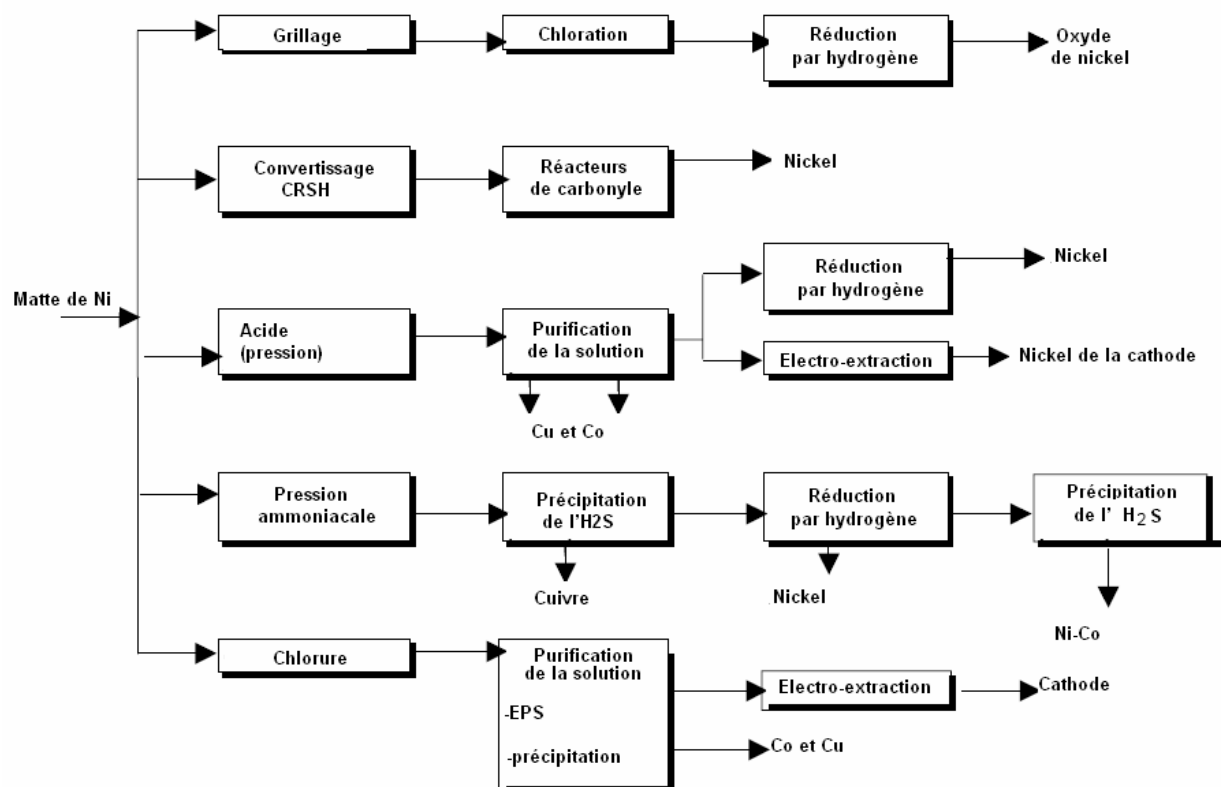 Grillage
Chloration
Réduction
par hydrogène
Oxyde
de nickel
Convertissage
CRSH
Réacteurs
de carbonyle
Nickel
Matte de Ni
Acide
(pression)
Purification
de la solution
Réduction
par hydrogène
Nickel
Electro-extraction
Nickel de la cathode
Cu et Co
Pression
ammoniacale
Précipitation
de l'H2S
Réduction
par hydrogène
Précipitation
de l' H2S
Cuivre
Nickel
Ni-Co
Chlorure
Purification
de la solution
-EPS
-précipitation
Electro-extraction
Cathode
Co et Cu